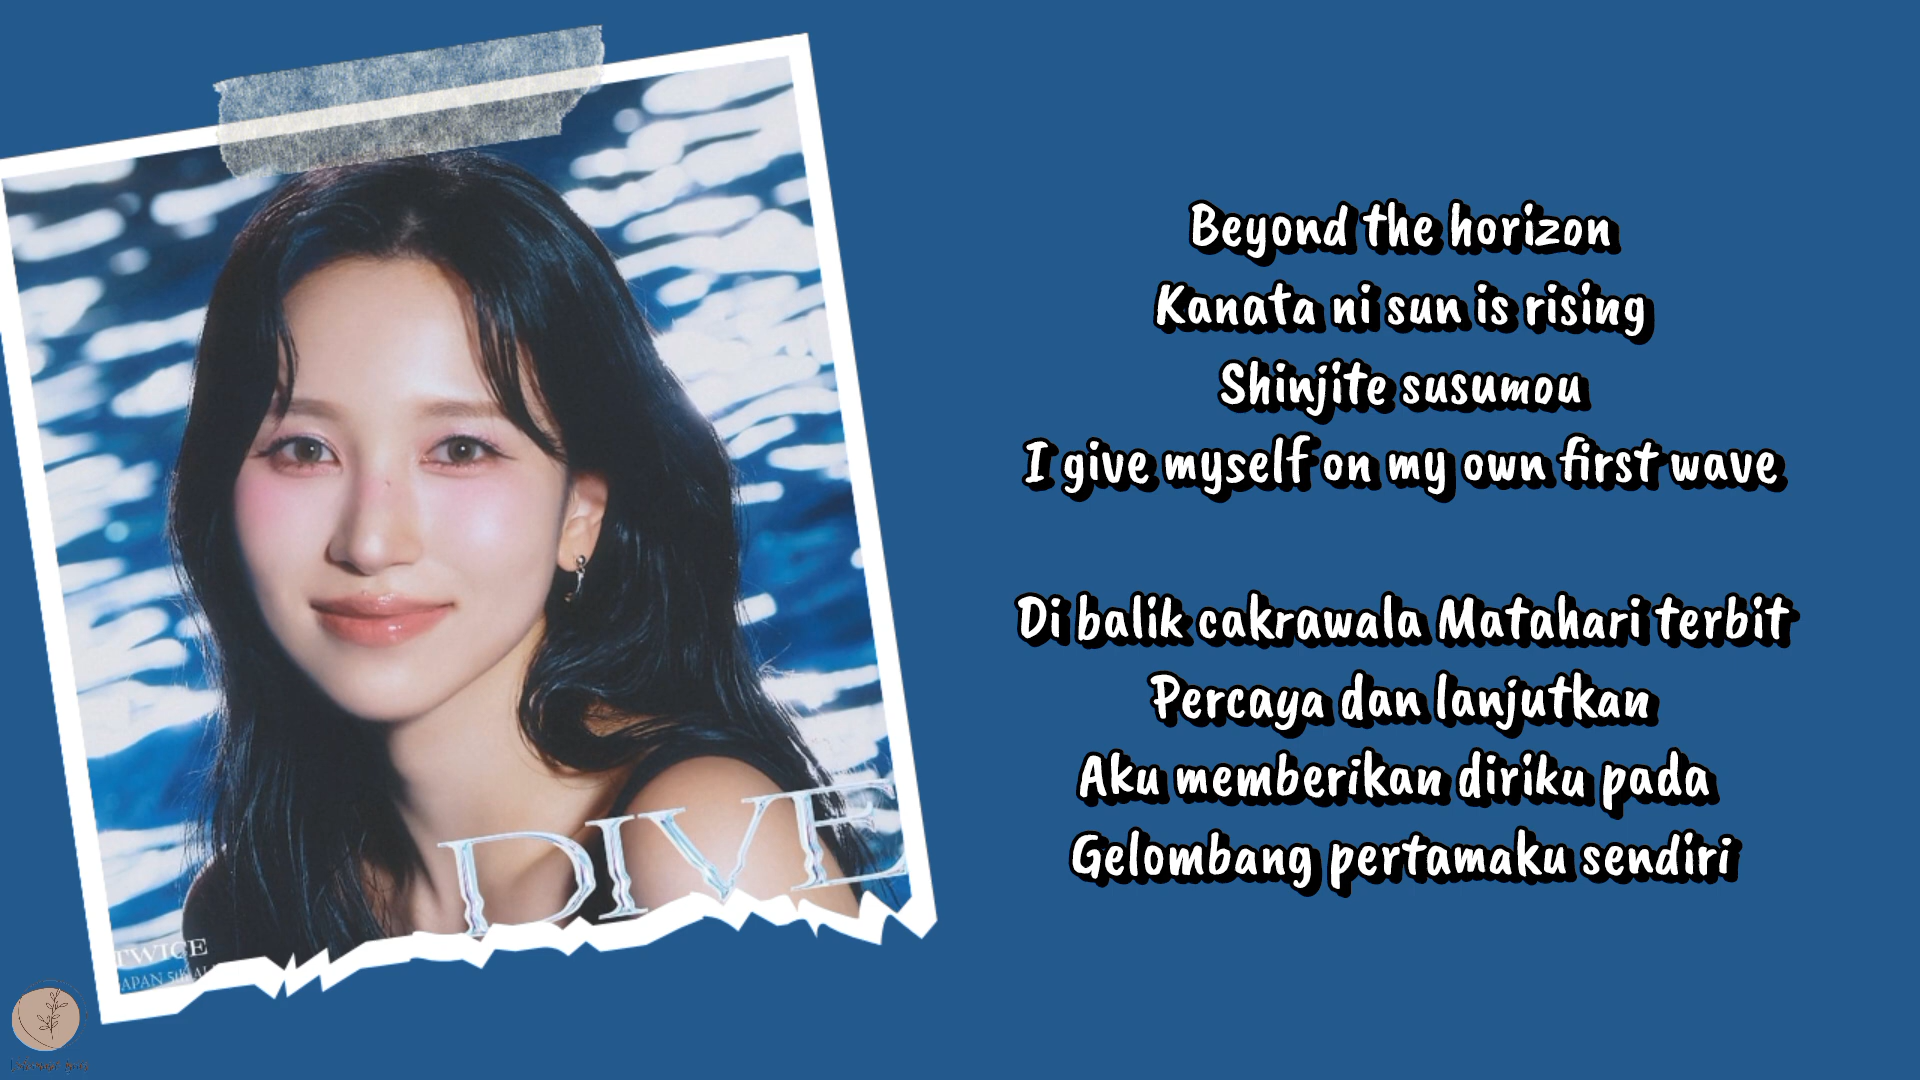 Beyond the horizon
Kanata ni sun is rising
Shinjite susumou
I give myself on my own first wave
Di balik cakrawala Matahari terbit
Percaya dan lanjutkan
Aku memberikan diriku pada
Gelombang pertamaku sendiri
DIVE
TWICE
JAPAN 5th AL